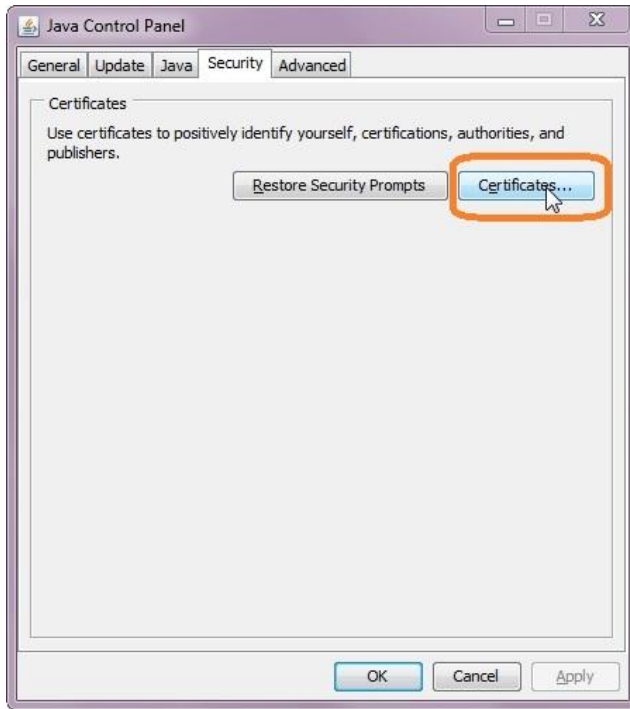 Java Control Panel
General Update Java Security Advanced
Certificates
Use certificates to positively identify yourself, certifications, authorities, and
publishers.
Restore Security Prompts Certificates...
OK Cancel Apply